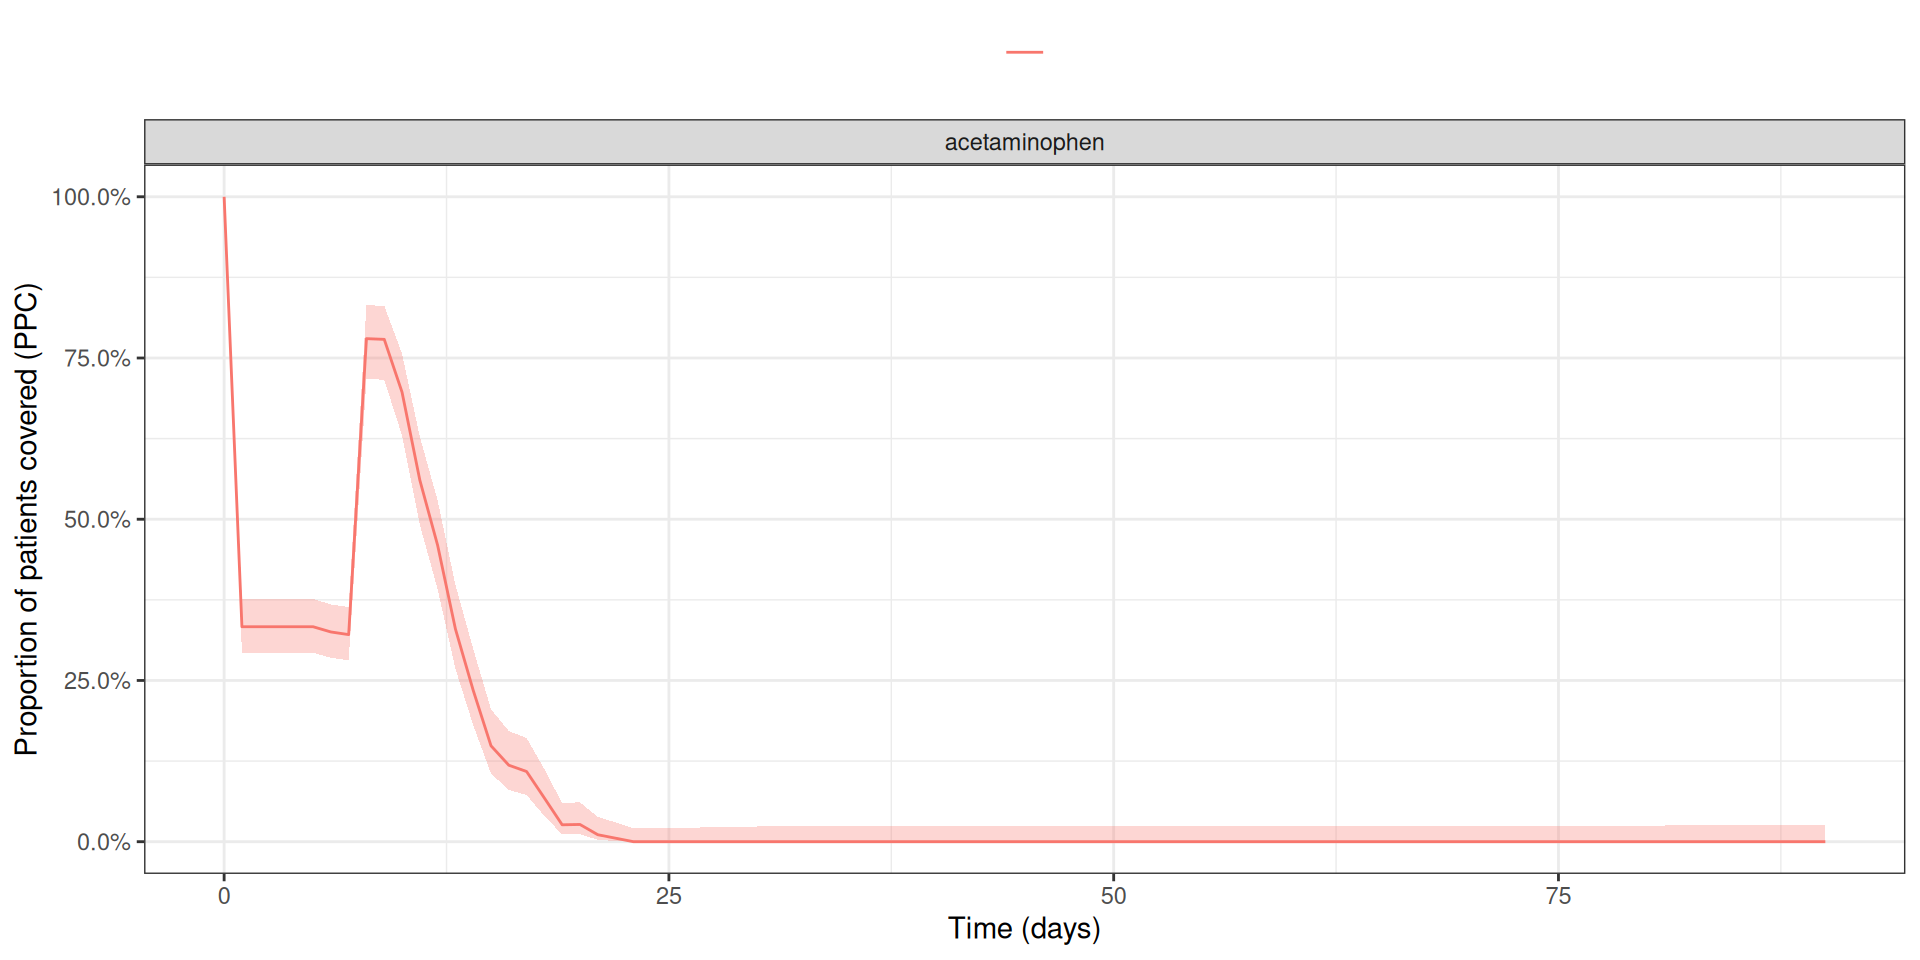 acetaminophen
100.0%
75.0%
50.0%
25.0%
0.0%
Proportion of patients covered (PPC)
0 25 50 75
Time (days)